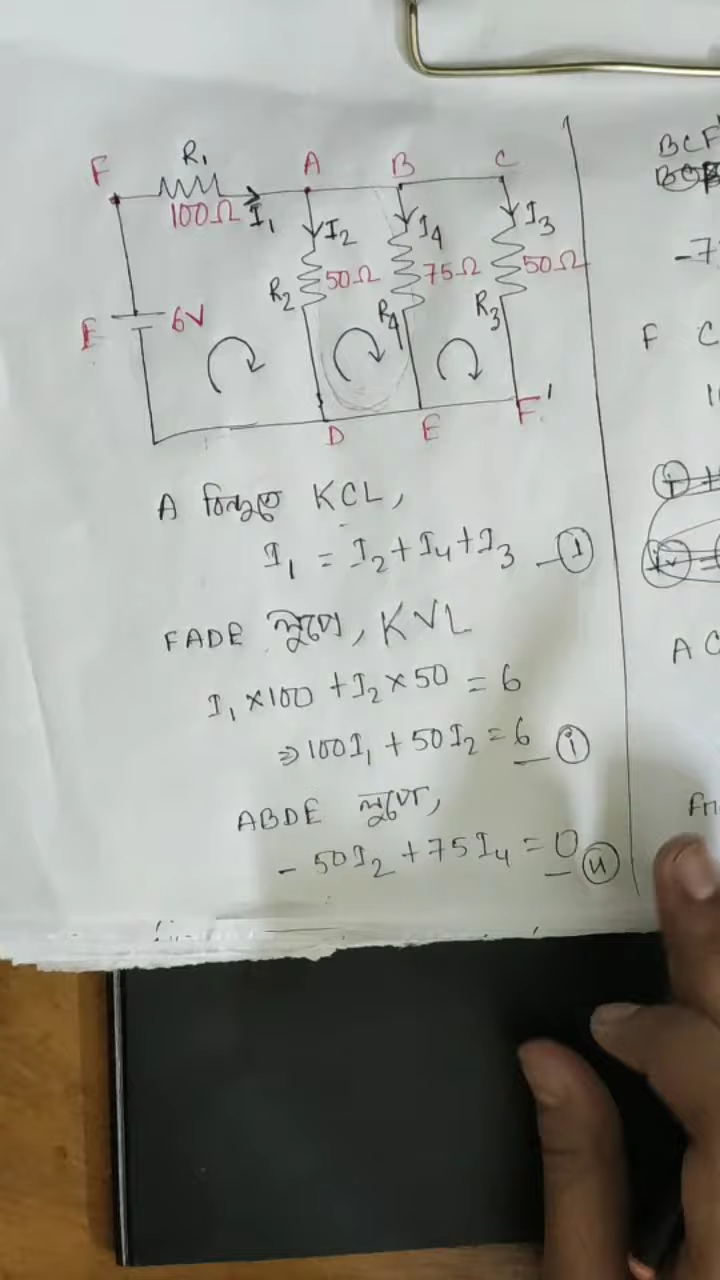 F R₁ A B C
100Ω I₁ I₂ I₄ I₃
R₂ 50Ω 75Ω 50Ω
E 6V R₄ R₃
D E F'
A বিন্দুতে KCL,
I₁ = I₂ + I₄ + I₃ — ①
FADE লুপে, KVL
I₁ × 100 + I₂ × 50 = 6
⇒ 100I₁ + 50I₂ = 6 — ⓘ
ABDE লুপে,
- 50I₂ + 75I₄ = 0 — (ii)
BCF
-7
F C
A C